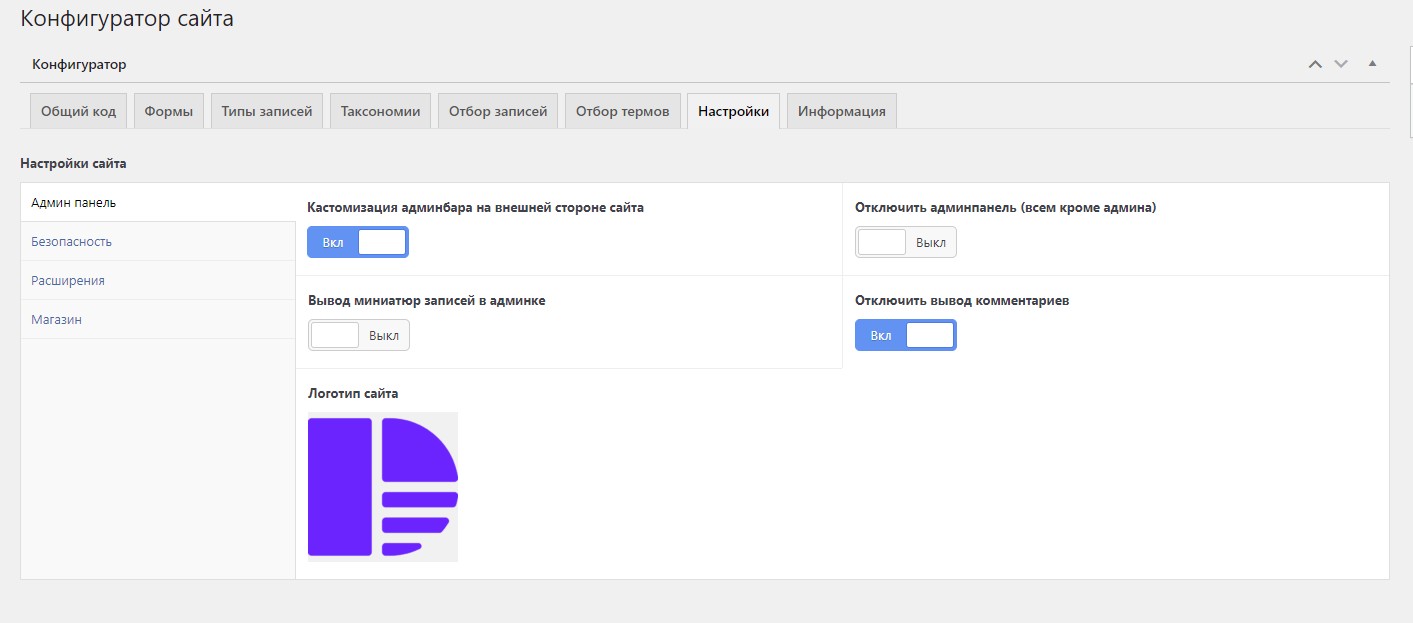 Конфигуратор сайта
Конфигуратор
Общий код Формы Типы записей Таксономии Отбор записей Отбор термов Настройки Информация
Настройки сайта
Админ панель
Безопасность
Расширения
Магазин
Кастомизация админбара на внешней стороне сайта
Вкл
Отключить админпанель (всем кроме админа)
Выкл
Вывод миниатюр записей в админке
Выкл
Отключить вывод комментариев
Вкл
Логотип сайта